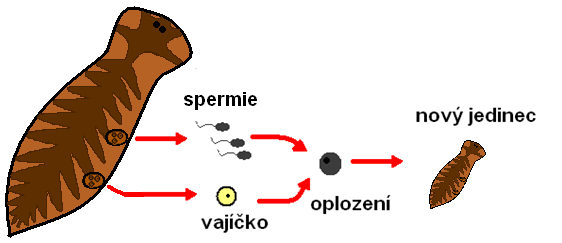 spermie
nový jedinec
vajíčko
oplození